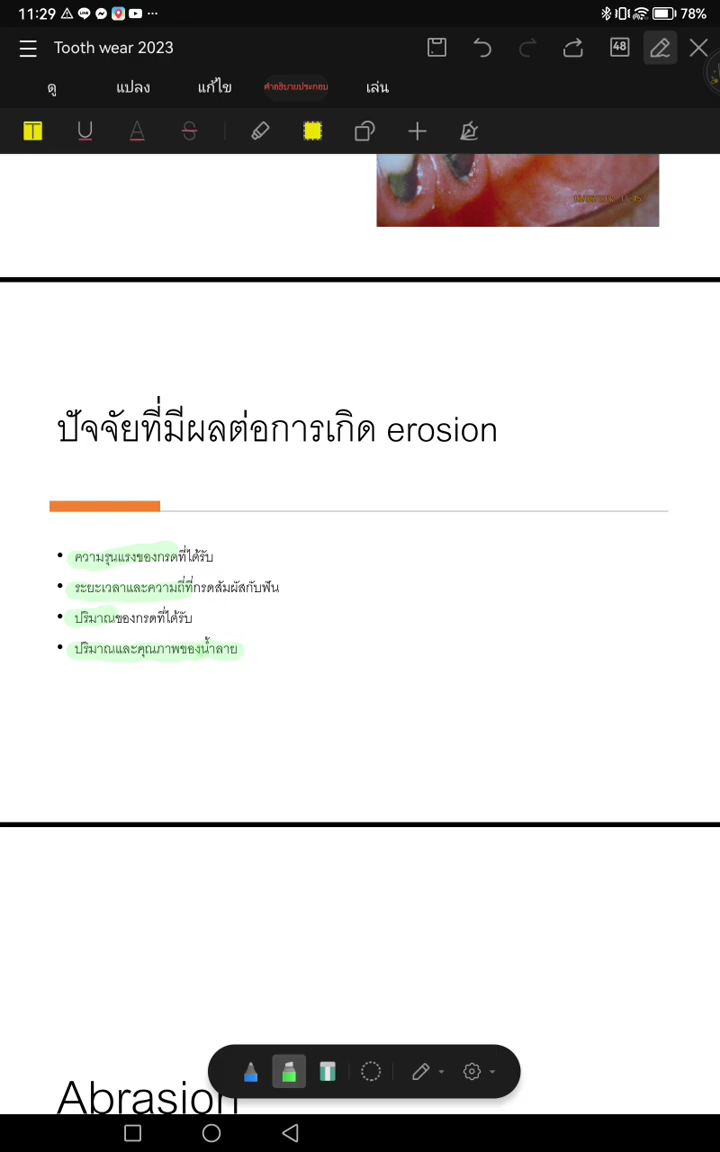 11:29
78%
Tooth wear 2023
48
ดู แปลง แก้ไข คำอธิบายประกอบ เล่น
T U A S
ปัจจัยที่มีผลต่อการเกิด erosion
• ความรุนแรงของกรดที่ได้รับ
• ระยะเวลาและความถี่ที่กรดสัมผัสกับฟัน
• ปริมาณของกรดที่ได้รับ
• ปริมาณและคุณภาพของน้ำลาย
Abrasion